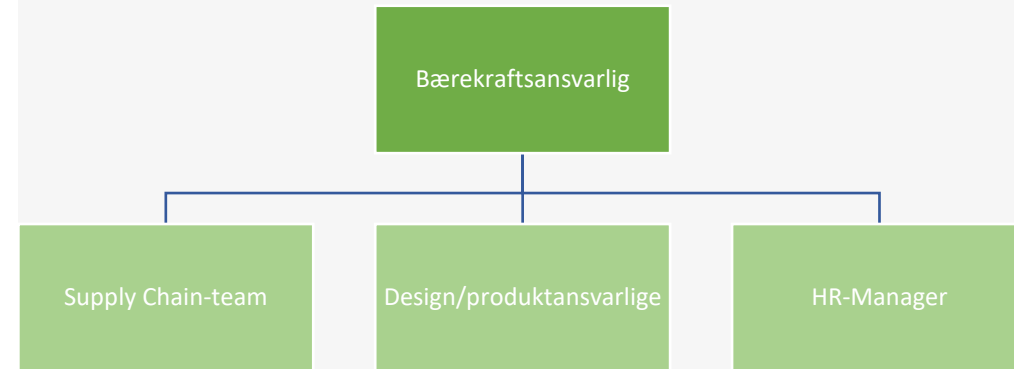 Bærekraftsansvarlig
Supply Chain-team
Design/produktansvarlige
HR-Manager